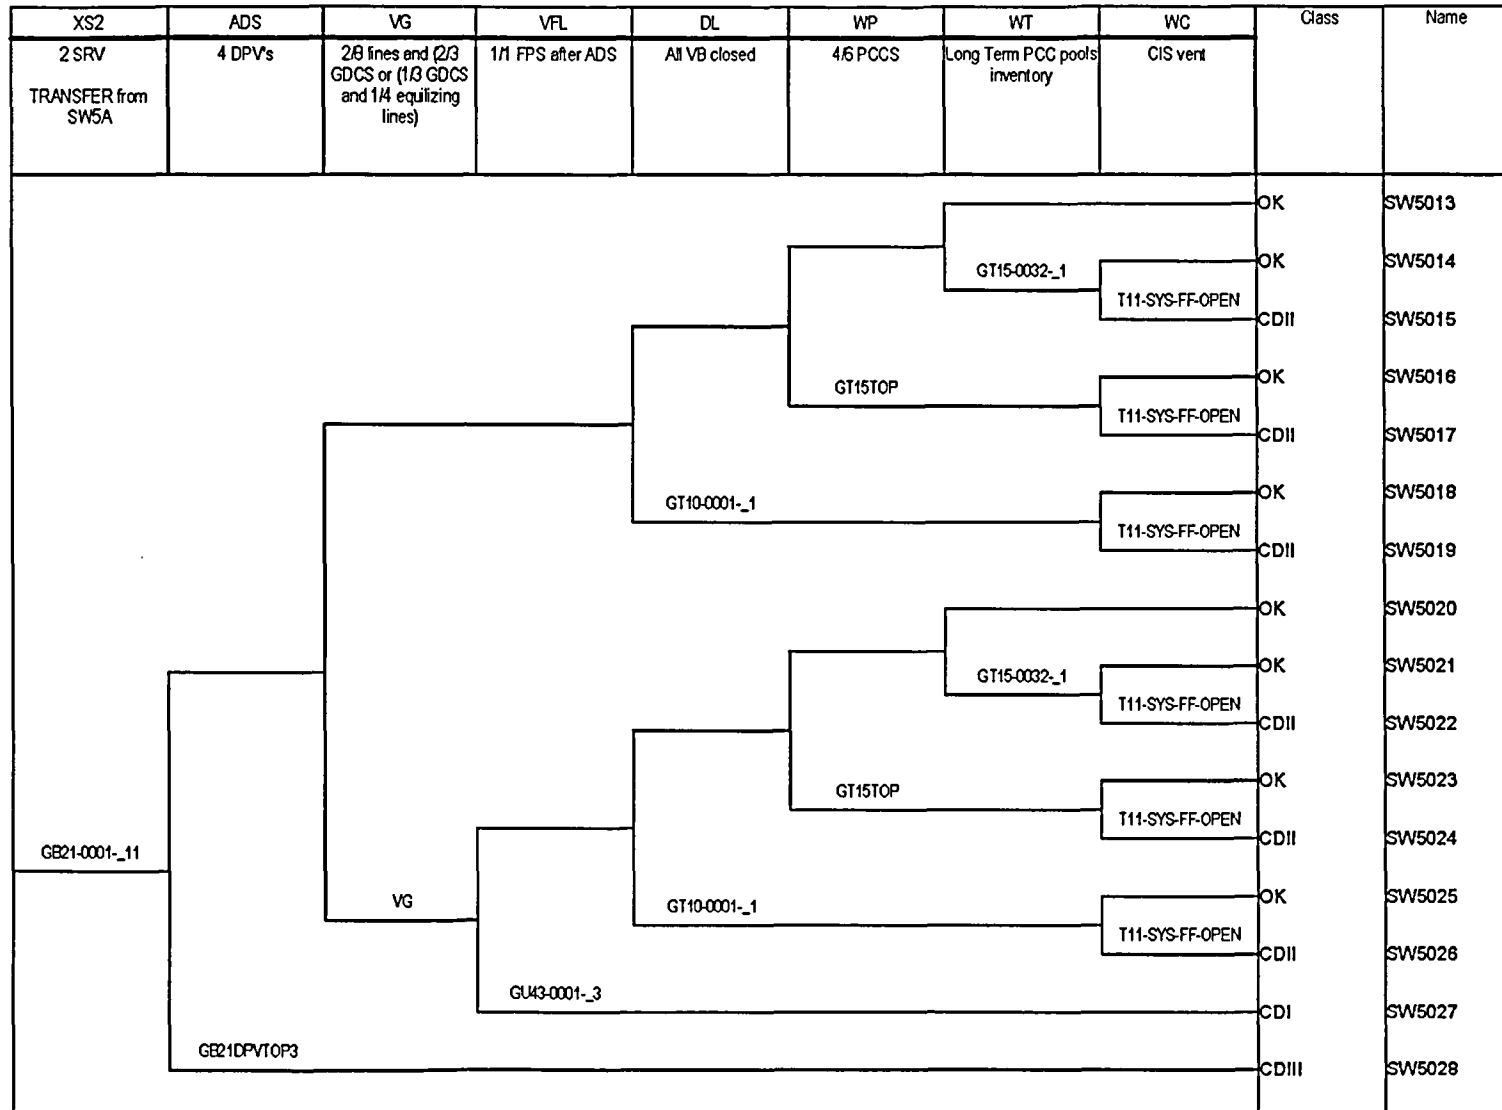 XS2 ADS VG VFL DL WP WT WC Class Name
2 SRV 4 DPV's 2/8 lines and (2/3 1/1 FPS after ADS All VB closed 4/6 PCCS Long Term PCC pools CIS vent
GDCS or (1/3 GDCS inventory
TRANSFER from and 1/4 equilizing
SW5A lines)
OK SW5013
GT15-0032-_1 OK SW5014
T11-SYS-FF-OPEN
CDII SW5015
GT15TOP OK SW5016
T11-SYS-FF-OPEN
CDII SW5017
GT10-0001-_1 OK SW5018
T11-SYS-FF-OPEN
CDII SW5019
OK SW5020
GT15-0032-_1 OK SW5021
T11-SYS-FF-OPEN
CDII SW5022
GT15TOP OK SW5023
T11-SYS-FF-OPEN
GB21-0001-_11 CDII SW5024
VG GT10-0001-_1 OK SW5025
T11-SYS-FF-OPEN
CDII SW5026
GU43-0001-_3
CDI SW5027
GB21DPVTOP3
CDIII SW5028